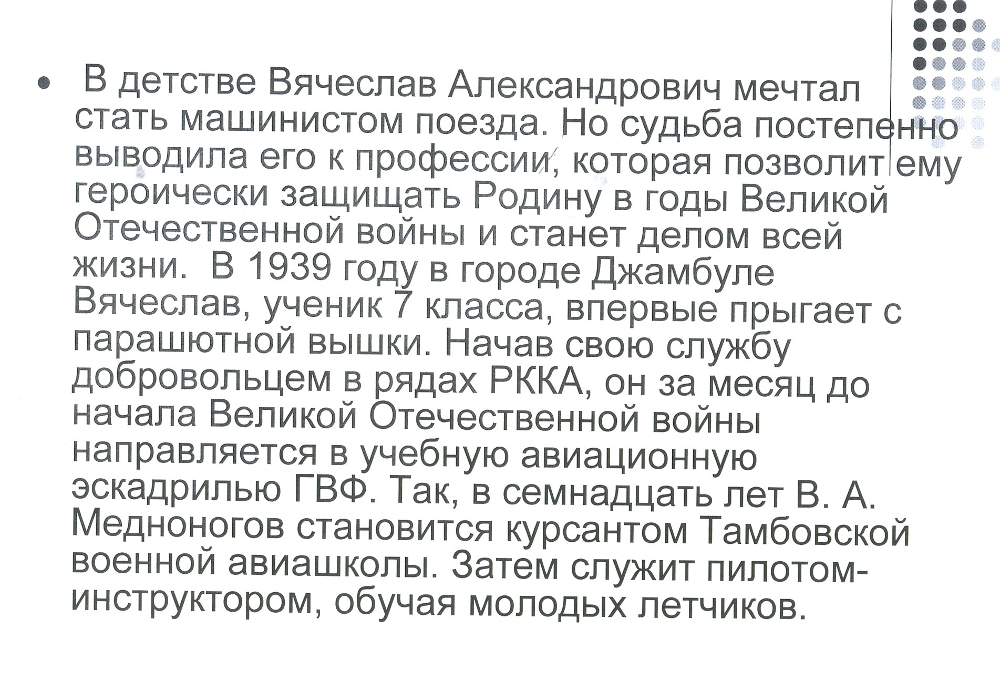 • В детстве Вячеслав Александрович мечтал
стать машинистом поезда. Но судьба постепенно
выводила его к профессии, которая позволит ему
героически защищать Родину в годы Великой
Отечественной войны и станет делом всей
жизни.  В 1939 году в городе Джамбуле
Вячеслав, ученик 7 класса, впервые прыгает с
парашютной вышки. Начав свою службу
добровольцем в рядах РККА, он за месяц до
начала Великой Отечественной войны
направляется в учебную авиационную
эскадрилью ГВФ. Так, в семнадцать лет В. А.
Медноногов становится курсантом Тамбовской
военной авиашколы. Затем служит пилотом-
инструктором, обучая молодых летчиков.